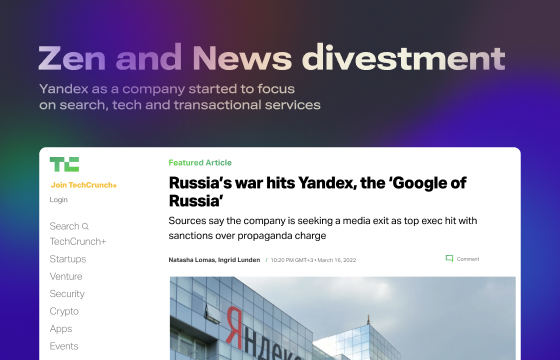 Zen and News divestment
Yandex as a company started to focus
on search, tech and transactional services
TC
Featured Article
Join TechCrunch+
Russia's war hits Yandex, the ‘Google of
Russia’
Login
Sources say the company is seeking a media exit as top exec hit with
sanctions over propaganda charge
Search
TechCrunch+
Startups
Natasha Lomas, Ingrid Lunden / 10:20 PM GMT+3 • March 16, 2022
Comment
Venture
Security
Crypto
Apps
Events
Яндекс